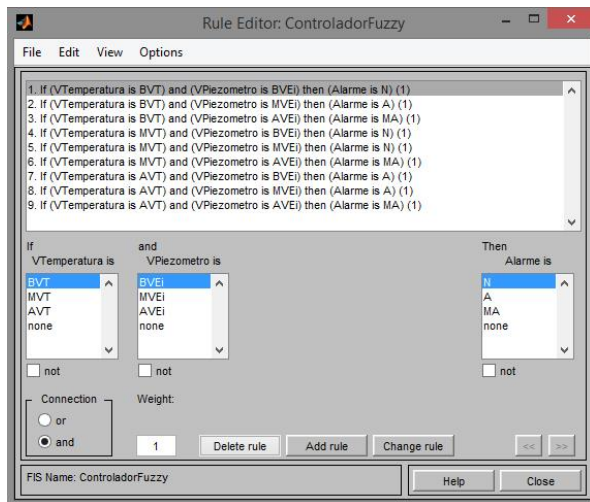 Rule Editor: ControladorFuzzy
File Edit View Options
1. If (VTemperatura is BVT) and (VPiezometro is BVEi) then (Alarme is N) (1)
2. If (VTemperatura is BVT) and (VPiezometro is MVEi) then (Alarme is A) (1)
3. If (VTemperatura is BVT) and (VPiezometro is AVEi) then (Alarme is MA) (1)
4. If (VTemperatura is MVT) and (VPiezometro is BVEi) then (Alarme is N) (1)
5. If (VTemperatura is MVT) and (VPiezometro is MVEi) then (Alarme is N) (1)
6. If (VTemperatura is MVT) and (VPiezometro is AVEi) then (Alarme is MA) (1)
7. If (VTemperatura is AVT) and (VPiezometro is BVEi) then (Alarme is A) (1)
8. If (VTemperatura is AVT) and (VPiezometro is MVEi) then (Alarme is A) (1)
9. If (VTemperatura is AVT) and (VPiezometro is AVEi) then (Alarme is MA) (1)
If and Then
VTemperatura is VPiezometro is Alarme is
BVT BVEi N
MVT MVEi A
AVT AVEi MA
none none none
not not not
Connection Weight:
or
and 1 Delete rule Add rule Change rule << >>
FIS Name: ControladorFuzzy Help Close